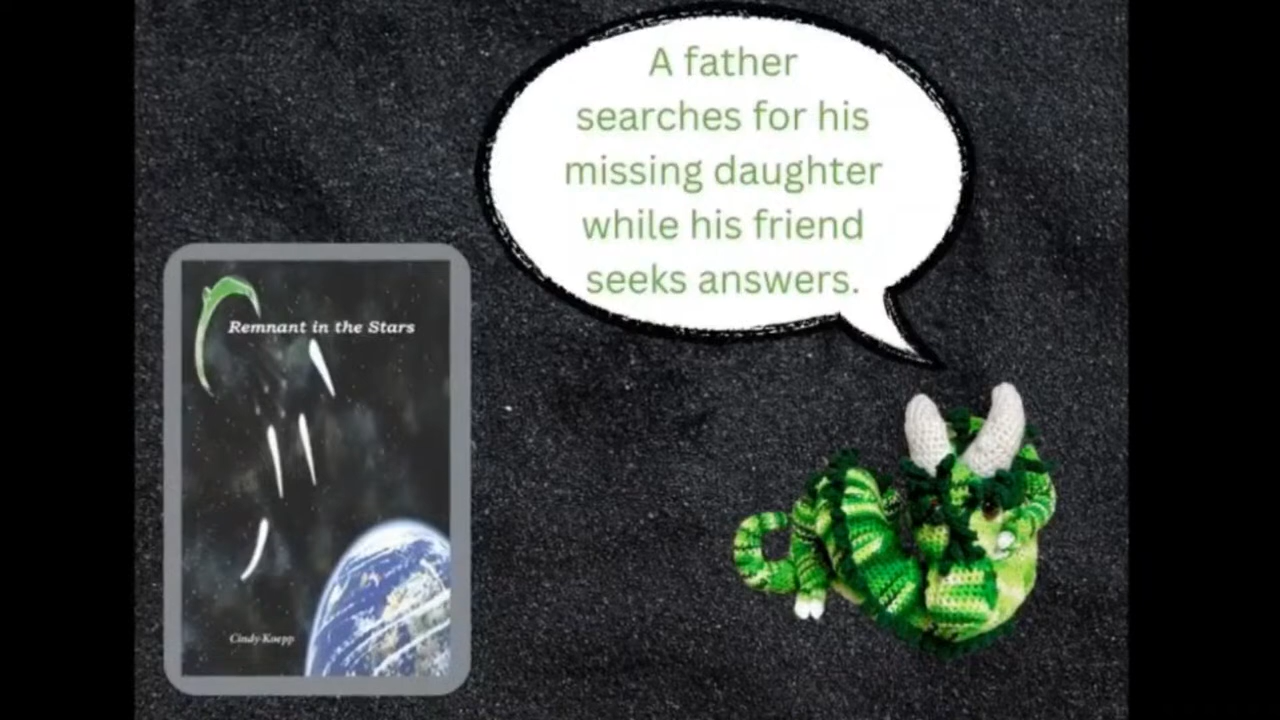 A father
searches for his
missing daughter
while his friend
seeks answers.
Remnant in the Stars
Cindy Koepp